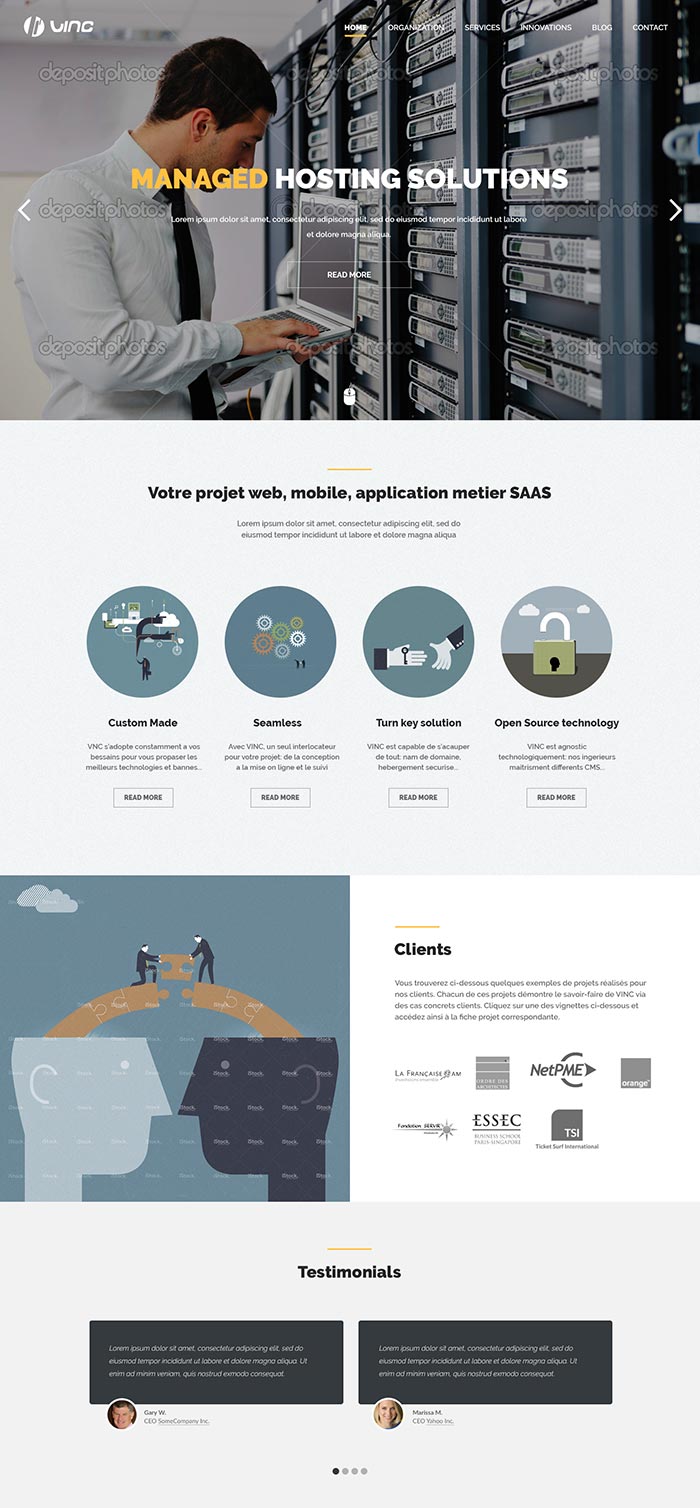 VINC
HOME ORGANIZATION SERVICES INNOVATIONS BLOG CONTACT
depositphotos depositphotos depositphotos
MANAGED HOSTING SOLUTIONS
depositphotos depositphotos depositphotos
Lorem ipsum dolor sit amet, consectetur adipiscing elit, sed do eiusmod tempor incididunt ut labore
et dolore magna aliqua.
READ MORE
depositphotos depositphotos depositphotos
Votre projet web, mobile, application metier SAAS
Lorem ipsum dolor sit amet, consectetur adipiscing elit, sed do
eiusmod tempor incididunt ut labore et dolore magna aliqua
Custom Made
VNC s'adopte constamment a vos
bessains pour vous propaser les
meilleurs technologies et bannes...
READ MORE
Seamless
Avec VINC, un seul interlocateur
pour votre projet: de la conception
a la mise on ligne et le suivi
READ MORE
Turn key solution
VINC est capable de s'acauper
de tout: nam de domaine,
hebergement securise...
READ MORE
Open Source technology
VINC est agnostic
technologiquement: nos ingerieurs
maitrisment differents CMS...
READ MORE
iStock.
Clients
Vous trouverez ci-dessous quelques exemples de projets réalisés pour
nos clients. Chacun de ces projets démontre le savoir-faire de VINC via
des cas concrets clients. Cliquez sur une des vignettes ci-dessous et
accédez ainsi à la fiche projet correspondante.
LA FRANÇAISE AM
Investissons ensemble
ORDRE DES
ARCHITECTES
NetPME
orange
Fondation SERVIR
ESSEC
BUSINESS SCHOOL
PARIS-SINGAPORE
TSI
Ticket Surf International
Testimonials
Lorem ipsum dolor sit amet, consectetur adipiscing elit, sed do
eiusmod tempor incididunt ut labore et dolore magna aliqua. Ut
enim ad minim veniam, quis nostrud exmodo consequat.
Gary W.
CEO SomeCompany Inc.
Lorem ipsum dolor sit amet, consectetur adipiscing elit, sed do
eiusmod tempor incididunt ut labore et dolore magna aliqua. Ut
enim ad minim veniam, quis nostrud exmodo consequat.
Marissa M.
CEO Yahoo Inc.